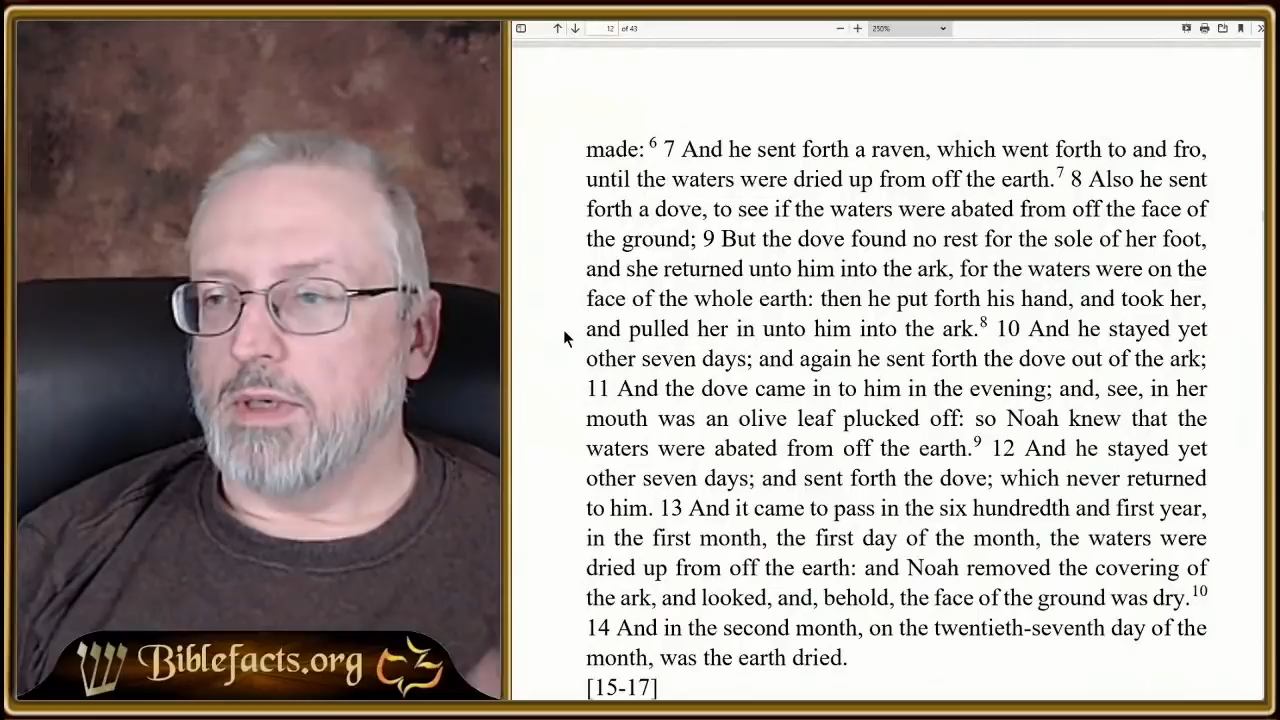 12 of 43
250%
made: 6 7 And he sent forth a raven, which went forth to and fro,
until the waters were dried up from off the earth. 7 8 Also he sent
forth a dove, to see if the waters were abated from off the face of
the ground; 9 But the dove found no rest for the sole of her foot,
and she returned unto him into the ark, for the waters were on the
face of the whole earth: then he put forth his hand, and took her,
and pulled her in unto him into the ark.8 10 And he stayed yet
other seven days; and again he sent forth the dove out of the ark;
11 And the dove came in to him in the evening; and, see, in her
mouth was an olive leaf plucked off: so Noah knew that the
waters were abated from off the earth.9 12 And he stayed yet
other seven days; and sent forth the dove; which never returned
to him. 13 And it came to pass in the six hundredth and first year,
in the first month, the first day of the month, the waters were
dried up from off the earth: and Noah removed the covering of
the ark, and looked, and, behold, the face of the ground was dry.10
14 And in the second month, on the twentieth-seventh day of the
month, was the earth dried.
[15-17]
Biblefacts.org